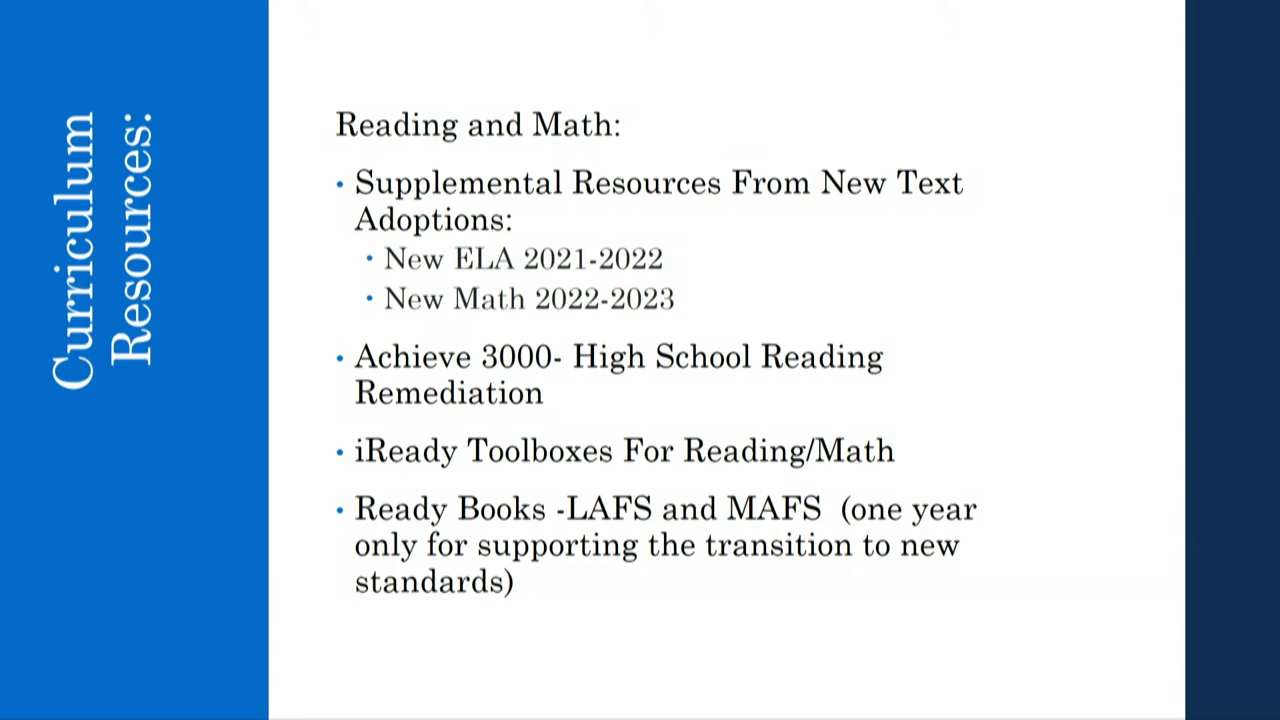 Curriculum
Resources:
Reading and Math:
• Supplemental Resources From New Text
Adoptions:
• New ELA 2021-2022
• New Math 2022-2023
• Achieve 3000- High School Reading
Remediation
• iReady Toolboxes For Reading/Math
• Ready Books -LAFS and MAFS (one year
only for supporting the transition to new
standards)